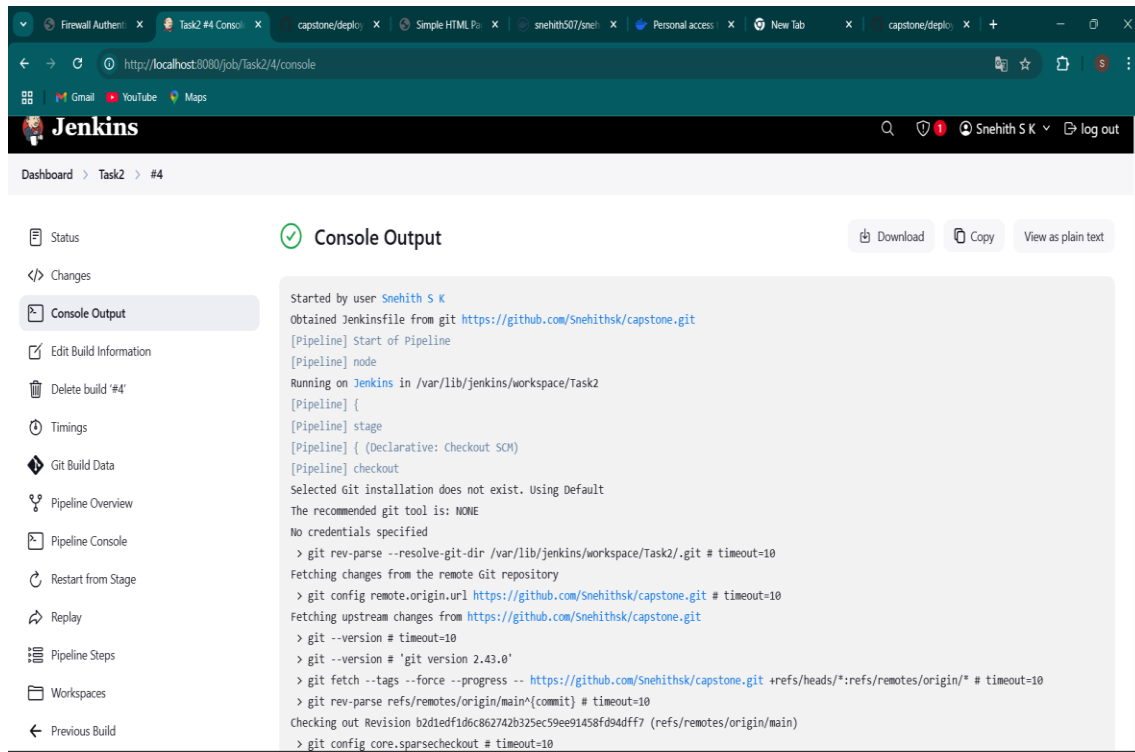 Firewall Authenti
Task2 #4 Consol
capstone/deploy
Simple HTML Pa
snehith507/sneh
Personal access t
New Tab
capstone/deploy
http://localhost:8080/job/Task2/4/console
S
Gmail YouTube Maps
Jenkins
1 Snehith S K log out
Dashboard > Task2 > #4
Status
Changes
Console Output
Edit Build Information
Delete build '#4'
Timings
Git Build Data
Pipeline Overview
Pipeline Console
Restart from Stage
Replay
Pipeline Steps
Workspaces
Previous Build
Console Output
Download
Copy
View as plain text
Started by user Snehith S K
Obtained Jenkinsfile from git https://github.com/Snehithsk/capstone.git
[Pipeline] Start of Pipeline
[Pipeline] node
Running on Jenkins in /var/lib/jenkins/workspace/Task2
[Pipeline] {
[Pipeline] stage
[Pipeline] { (Declarative: Checkout SCM)
[Pipeline] checkout
Selected Git installation does not exist. Using Default
The recommended git tool is: NONE
No credentials specified
> git rev-parse --resolve-git-dir /var/lib/jenkins/workspace/Task2/.git # timeout=10
Fetching changes from the remote Git repository
> git config remote.origin.url https://github.com/Snehithsk/capstone.git # timeout=10
Fetching upstream changes from https://github.com/Snehithsk/capstone.git
> git --version # timeout=10
> git --version # 'git version 2.43.0'
> git fetch --tags --force --progress -- https://github.com/Snehithsk/capstone.git +refs/heads/*:refs/remotes/origin/* # timeout=10
> git rev-parse refs/remotes/origin/main^{commit} # timeout=10
Checking out Revision b2d1edf1d6c862742b325ec59ee91458fd94dff7 (refs/remotes/origin/main)
> git config core.sparsecheckout # timeout=10